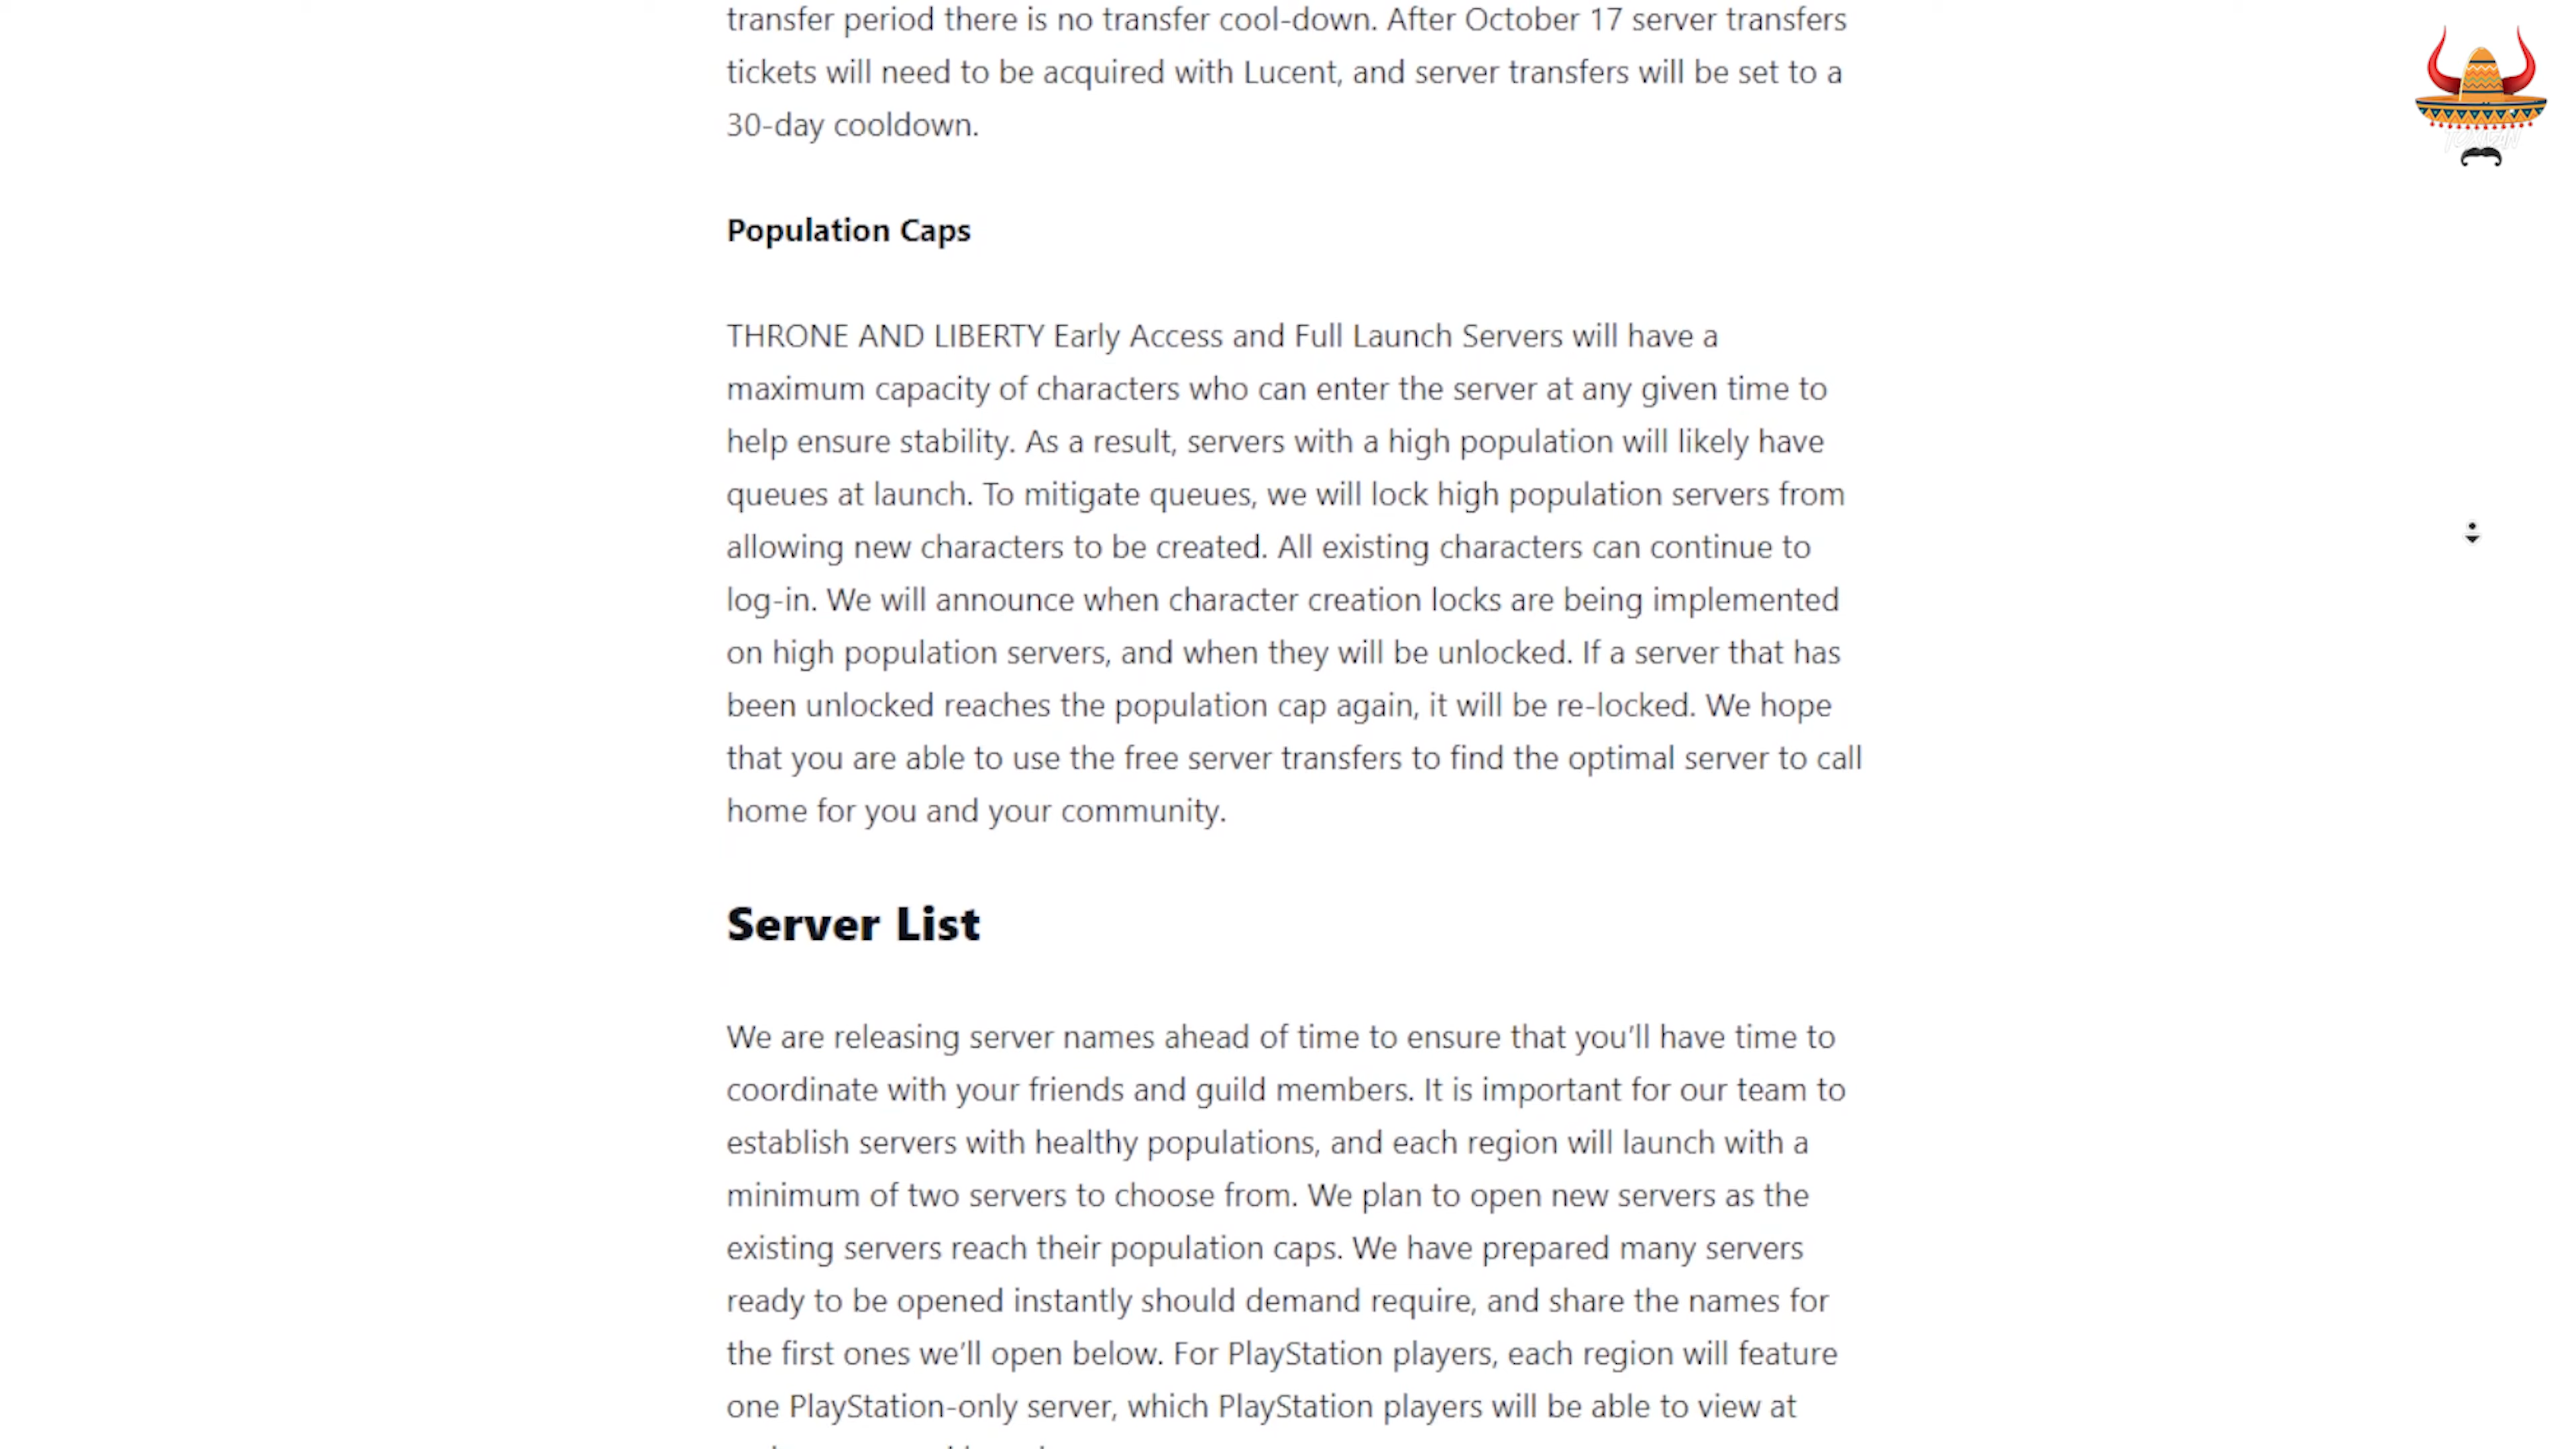 transfer period there is no transfer cool-down. After October 17 server transfers
tickets will need to be acquired with Lucent, and server transfers will be set to a
30-day cooldown.
Population Caps
THRONE AND LIBERTY Early Access and Full Launch Servers will have a
maximum capacity of characters who can enter the server at any given time to
help ensure stability. As a result, servers with a high population will likely have
queues at launch. To mitigate queues, we will lock high population servers from
allowing new characters to be created. All existing characters can continue to
log-in. We will announce when character creation locks are being implemented
on high population servers, and when they will be unlocked. If a server that has
been unlocked reaches the population cap again, it will be re-locked. We hope
that you are able to use the free server transfers to find the optimal server to call
home for you and your community.
Server List
We are releasing server names ahead of time to ensure that you'll have time to
coordinate with your friends and guild members. It is important for our team to
establish servers with healthy populations, and each region will launch with a
minimum of two servers to choose from. We plan to open new servers as the
existing servers reach their population caps. We have prepared many servers
ready to be opened instantly should demand require, and share the names for
the first ones we'll open below. For PlayStation players, each region will feature
one PlayStation-only server, which PlayStation players will be able to view at